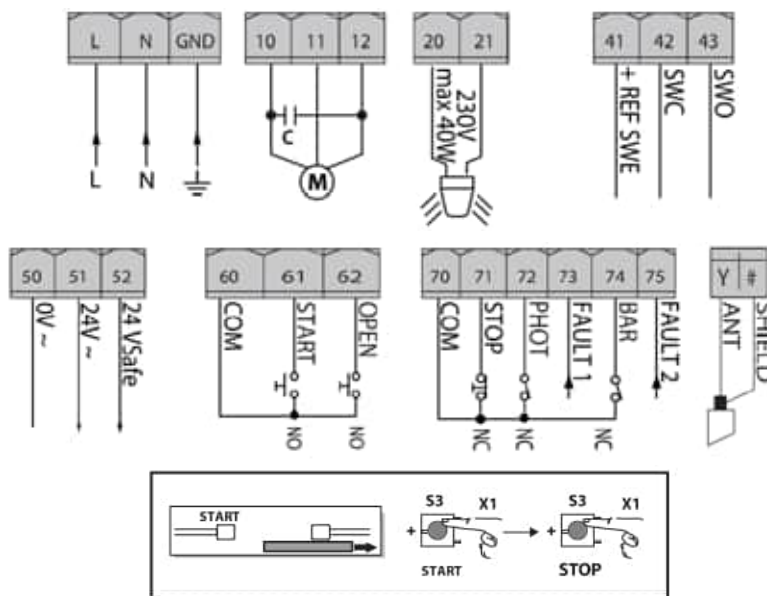 L N GND 10 11 12 20 21 41 42 43
+ REF SWE
SWC
SWO
230V
max 40W
C
M
L N
50 51 52 60 61 62 70 71 72 73 74 75 Y #
0V ~
24V ~
24 VSafe
COM
START
OPEN
COM
STOP
PHOT
FAULT 1
BAR
FAULT 2
ANT
SHIELD
NO
NO
NC
NC
NC
START
+ S3 X1
START
+ S3 X1
STOP